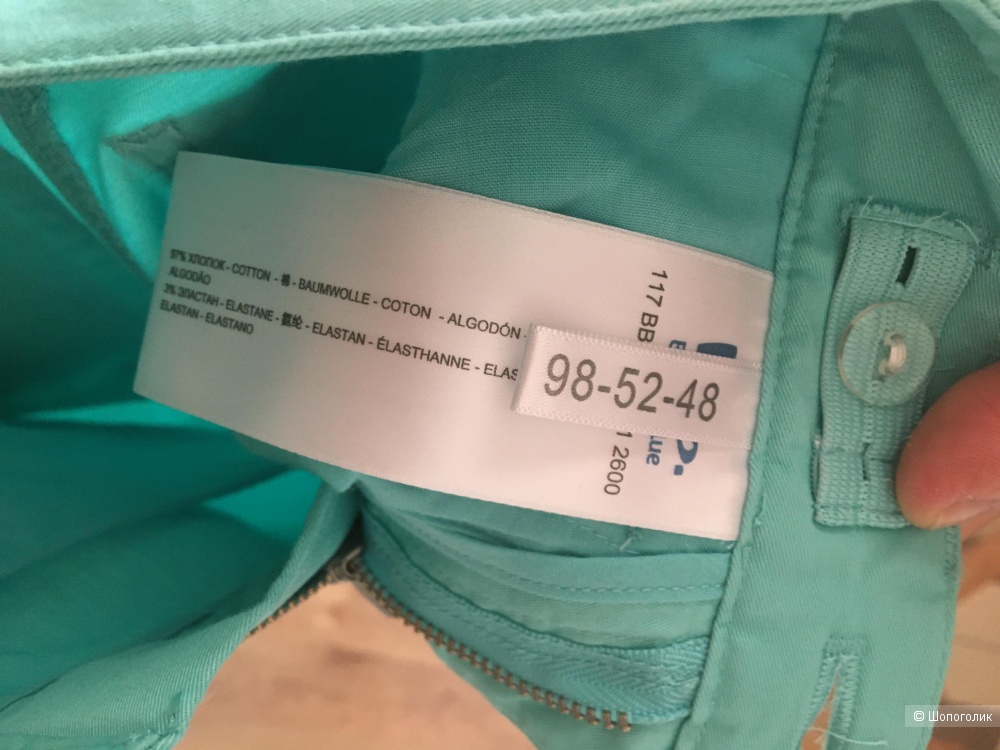 97% ХЛОПОК - COTTON - 棉 - BAUMWOLLE - COTON - ALGODÓN -
ALGODÃO
3% ЭЛАСТАН - ELASTANE - 氨纶 - ELASTAN - ÉLASTHANNE - ELAS
ELASTAN - ELASTANO
117 BB
1 2600
98-52-48
© Шопоголик